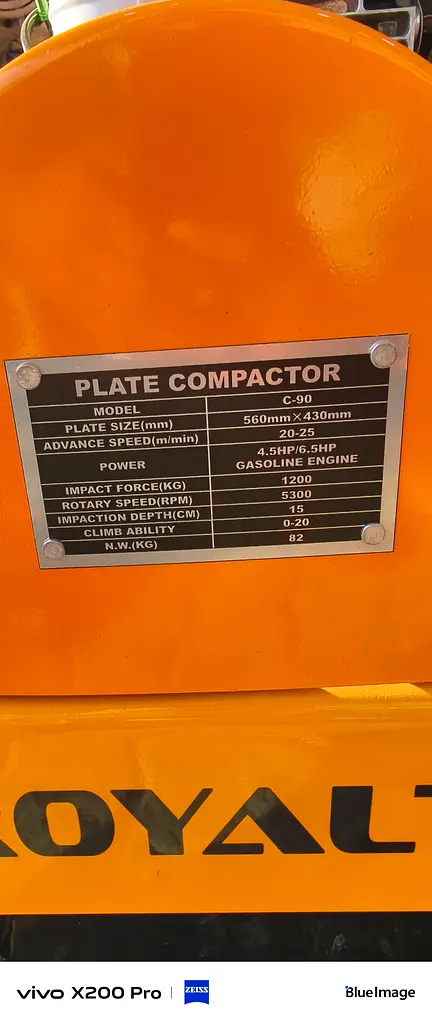 PLATE COMPACTOR
MODEL C-90
PLATE SIZE(mm) 560mm×430mm
ADVANCE SPEED(m/min) 20-25
POWER 4.5HP/6.5HP
GASOLINE ENGINE
IMPACT FORCE(KG) 1200
ROTARY SPEED(RPM) 5300
IMPACTION DEPTH(CM) 15
CLIMB ABILITY 0-20
N.W.(KG) 82
OYAL
vivo X200 Pro | ZEISS BlueImage